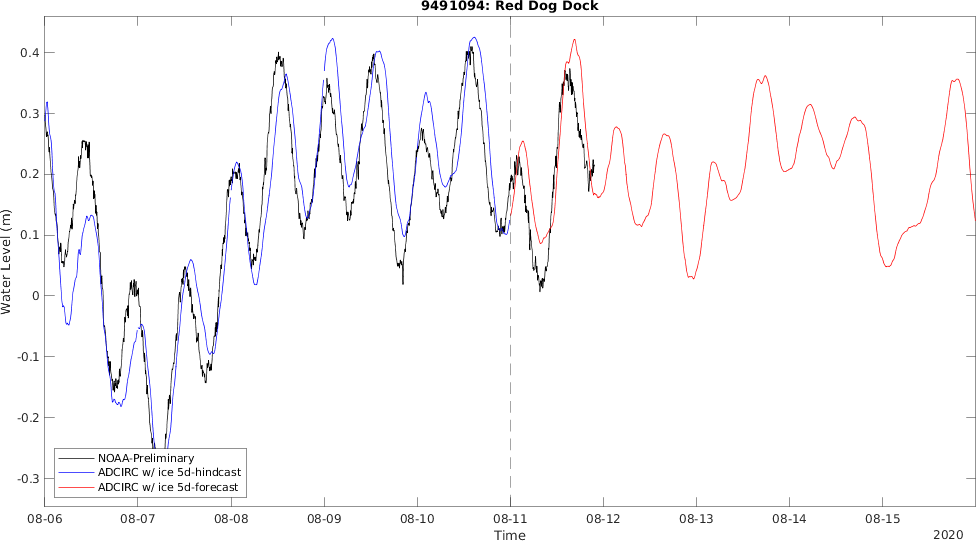 9491094: Red Dog Dock
Water Level (m)
0.4
0.3
0.2
0.1
0
-0.1
-0.2
-0.3
NOAA-Preliminary
ADCIRC w/ ice 5d-hindcast
ADCIRC w/ ice 5d-forecast
08-06 08-07 08-08 08-09 08-10 08-11 08-12 08-13 08-14 08-15
Time
2020